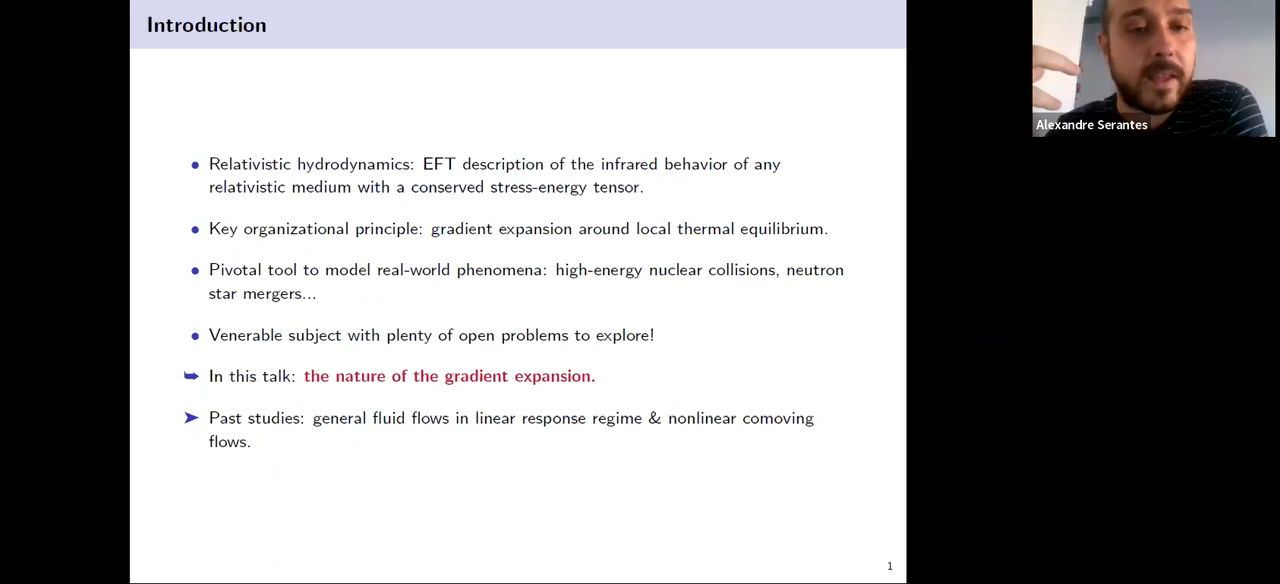 Introduction
Relativistic hydrodynamics: EFT description of the infrared behavior of any
relativistic medium with a conserved stress-energy tensor.
Key organizational principle: gradient expansion around local thermal equilibrium.
Pivotal tool to model real-world phenomena: high-energy nuclear collisions, neutron
star mergers...
Venerable subject with plenty of open problems to explore!
In this talk: the nature of the gradient expansion.
Past studies: general fluid flows in linear response regime & nonlinear comoving
flows.
1
Alexandre Serantes